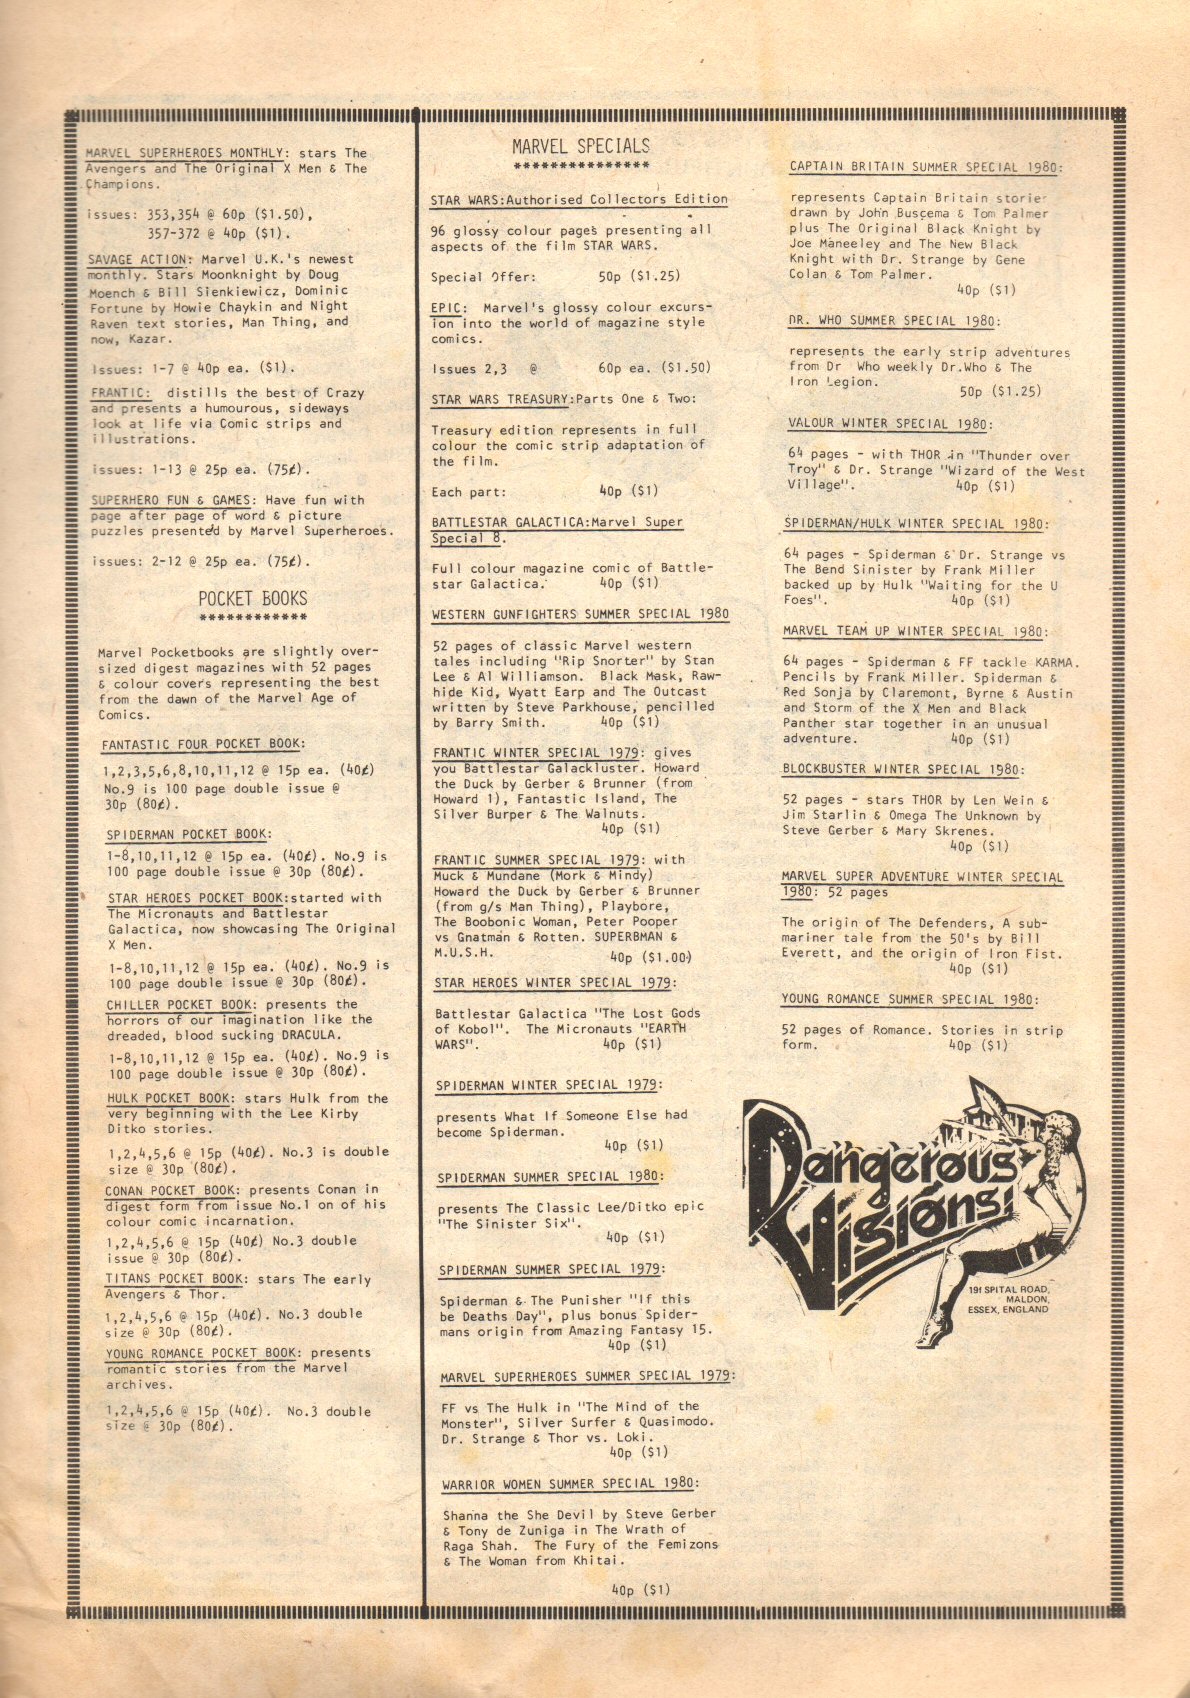 MARVEL SUPERHEROES MONTHLY: stars The
Avengers and The Original X Men & The
Champions.
issues: 353,354 @ 60p ($1.50),
357-372 @ 40p ($1).
SAVAGE ACTION: Marvel U.K.'s newest
monthly. Stars Moonknight by Doug
Moench & Bill Sienkiewicz, Dominic
Fortune by Howie Chaykin and Night
Raven text stories, Man Thing, and
now, Kazar.
Issues: 1-7 @ 40p ea. ($1).
FRANTIC: distills the best of Crazy
and presents a humourous, sideways
look at life via Comic strips and
illustrations.
issues: 1-13 @ 25p ea. (75¢).
SUPERHERO FUN & GAMES: Have fun with
page after page of word & picture
puzzles presented by Marvel Superheroes.
issues: 2-12 @ 25p ea. (75¢).
POCKET BOOKS
************
Marvel Pocketbooks are slightly over-
sized digest magazines with 52 pages
& colour covers representing the best
from the dawn of the Marvel Age of
Comics.
FANTASTIC FOUR POCKET BOOK:
1,2,3,5,6,8,10,11,12 @ 15p ea. (40¢)
No.9 is 100 page double issue @
30p (80¢).
SPIDERMAN POCKET BOOK:
1-8,10,11,12 @ 15p ea. (40¢). No.9 is
100 page double issue @ 30p (80¢).
STAR HEROES POCKET BOOK:started with
The Micronauts and Battlestar
Galactica, now showcasing The Original
X Men.
1-8,10,11,12 @ 15p ea. (40¢). No.9 is
100 page double issue @ 30p (80¢).
CHILLER POCKET BOOK: presents the
horrors of our imagination like the
dreaded, blood sucking DRACULA.
1-8,10,11,12 @ 15p ea. (40¢). No.9 is
100 page double issue @ 30p (80¢).
HULK POCKET BOOK: stars Hulk from the
very beginning with the Lee Kirby
Ditko stories.
1,2,4,5,6 @ 15p (40¢). No.3 is double
size @ 30p (80¢).
CONAN POCKET BOOK: presents Conan in
digest form from issue No.1 on of his
colour comic incarnation.
1,2,4,5,6 @ 15p (40¢) No.3 double
issue @ 30p (80¢).
TITANS POCKET BOOK: stars The early
Avengers & Thor.
1,2,4,5,6 @ 15p (40¢). No.3 double
size @ 30p (80¢).
YOUNG ROMANCE POCKET BOOK: presents
romantic stories from the Marvel
archives.
1,2,4,5,6 @ 15p (40¢). No.3 double
size @ 30p (80¢).
MARVEL SPECIALS
***************
STAR WARS:Authorised Collectors Edition
96 glossy colour pages presenting all
aspects of the film STAR WARS.
Special Offer: 50p ($1.25)
EPIC: Marvel's glossy colour excurs-
ion into the world of magazine style
comics.
Issues 2,3 @ 60p ea. ($1.50)
STAR WARS TREASURY:Parts One & Two:
Treasury edition represents in full
colour the comic strip adaptation of
the film.
Each part: 40p ($1)
BATTLESTAR GALACTICA:Marvel Super
Special 8.
Full colour magazine comic of Battle-
star Galactica. 40p ($1)
WESTERN GUNFIGHTERS SUMMER SPECIAL 1980
52 pages of classic Marvel western
tales including "Rip Snorter" by Stan
Lee & Al Williamson. Black Mask, Raw-
hide Kid, Wyatt Earp and The Outcast
written by Steve Parkhouse, pencilled
by Barry Smith. 40p ($1)
FRANTIC WINTER SPECIAL 1979: gives
you Battlestar Galackluster. Howard
the Duck by Gerber & Brunner (from
Howard 1), Fantastic Island, The
Silver Burper & The Walnuts.
40p ($1)
FRANTIC SUMMER SPECIAL 1979: with
Muck & Mundane (Mork & Mindy)
Howard the Duck by Gerber & Brunner
(from g/s Man Thing), Playbore,
The Boobonic Woman, Peter Pooper
vs Gnatman & Rotten. SUPERBMAN &
M.U.S.H. 40p ($1.00)
STAR HEROES WINTER SPECIAL 1979:
Battlestar Galactica "The Lost Gods
of Kobol". The Micronauts "EARTH
WARS". 40p ($1)
SPIDERMAN WINTER SPECIAL 1979:
presents What If Someone Else had
become Spiderman.
40p ($1)
SPIDERMAN SUMMER SPECIAL 1980:
presents The Classic Lee/Ditko epic
"The Sinister Six".
40p ($1)
SPIDERMAN SUMMER SPECIAL 1979:
Spiderman & The Punisher "If this
be Deaths Day", plus bonus Spider-
mans origin from Amazing Fantasy 15.
40p ($1)
MARVEL SUPERHEROES SUMMER SPECIAL 1979:
FF vs The Hulk in "The Mind of the
Monster", Silver Surfer & Quasimodo.
Dr. Strange & Thor vs. Loki.
40p ($1)
WARRIOR WOMEN SUMMER SPECIAL 1980:
Shanna the She Devil by Steve Gerber
& Tony de Zuniga in The Wrath of
Raga Shah. The Fury of the Femizons
& The Woman from Khitai.
40p ($1)
CAPTAIN BRITAIN SUMMER SPECIAL 1980:
represents Captain Britain stories
drawn by John Buscema & Tom Palmer
plus The Original Black Knight by
Joe Maneeley and The New Black
Knight with Dr. Strange by Gene
Colan & Tom Palmer.
40p ($1)
DR. WHO SUMMER SPECIAL 1980:
represents the early strip adventures
from Dr Who weekly Dr.Who & The
Iron Legion.
50p ($1.25)
VALOUR WINTER SPECIAL 1980:
64 pages - with THOR in "Thunder over
Troy" & Dr. Strange "Wizard of the West
Village". 40p ($1)
SPIDERMAN/HULK WINTER SPECIAL 1980:
64 pages - Spiderman & Dr. Strange vs
The Bend Sinister by Frank Miller
backed up by Hulk "Waiting for the U
Foes". 40p ($1)
MARVEL TEAM UP WINTER SPECIAL 1980:
64 pages - Spiderman & FF tackle KARMA.
Pencils by Frank Miller. Spiderman &
Red Sonja by Claremont, Byrne & Austin
and Storm of the X Men and Black
Panther star together in an unusual
adventure. 40p ($1)
BLOCKBUSTER WINTER SPECIAL 1980:
52 pages - stars THOR by Len Wein &
Jim Starlin & Omega The Unknown by
Steve Gerber & Mary Skrenes.
40p ($1)
MARVEL SUPER ADVENTURE WINTER SPECIAL
1980: 52 pages
The origin of The Defenders, A sub-
mariner tale from the 50's by Bill
Everett, and the origin of Iron Fist.
40p ($1)
YOUNG ROMANCE SUMMER SPECIAL 1980:
52 pages of Romance. Stories in strip
form. 40p ($1)
Dangerous
Visions!
191 SPITAL ROAD,
MALDON,
ESSEX, ENGLAND